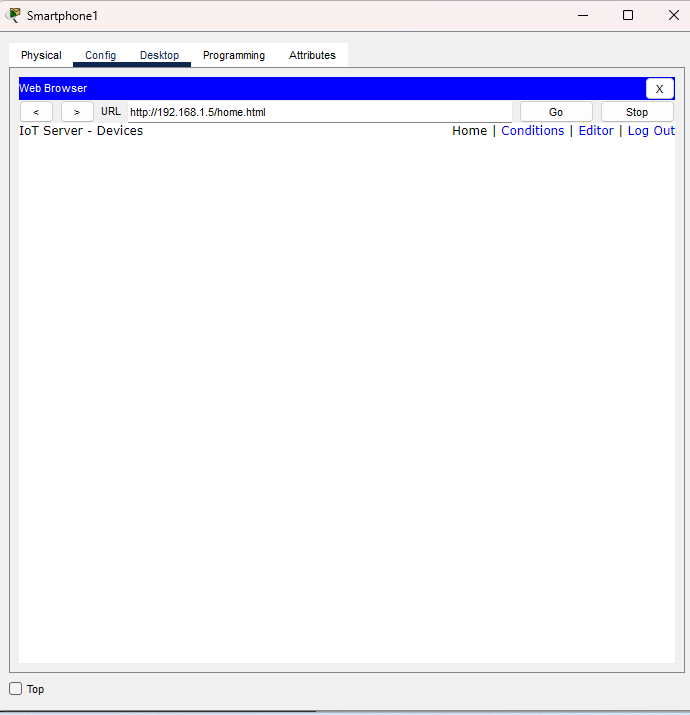 Smartphone1
Physical Config Desktop Programming Attributes
Web Browser X
< > URL http://192.168.1.5/home.html Go Stop
IoT Server - Devices Home | Conditions | Editor | Log Out
Top